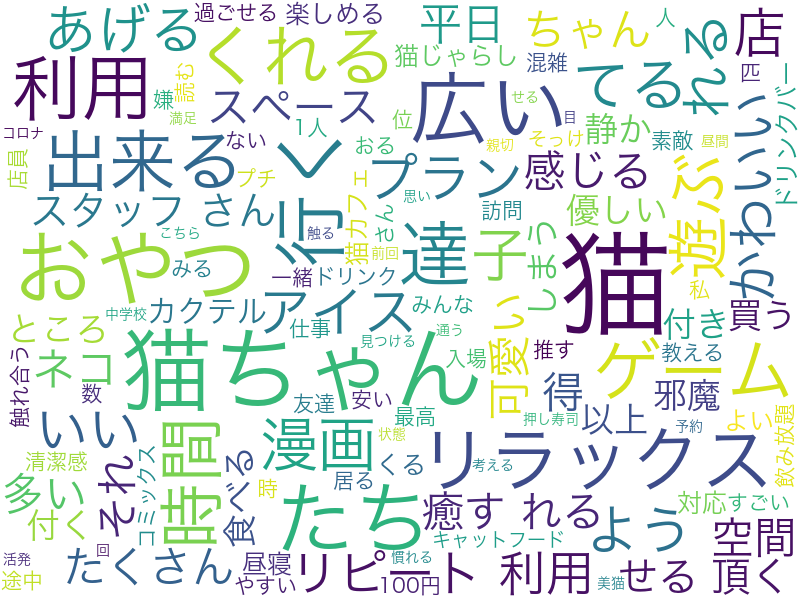 過ごせる
楽しめる
平日
ちゃん
人
店
あげる
くれる
猫じゃらし
混雑
てる
れる
匹
利用
嫌
読む
スペース
広い
満足
せる
目
コロナ
ない
1人
位
静か
素敵
昼間
ドリンクバー
店員
出来る
プチ
行く
おる
プラン
親切
そっけ
感じる
かわいい
スタッフ さん
猫カフェ
さん
思い
訪問
優しい
遊ぶ
おやつ
こちら
触る
前回
達
子
しまう
猫
みる
一緒
ドリンク
私
中学校
カクテル
アイス
みんな
可愛い
付き
買う
ところ
仕事
見つける
通う
ネコ
猫ちゃん
入場
推す
教える
ゲーム
触れ合う
数
友達
安い
最高
得
邪魔
いい
時間
漫画
状態
押し寿司
以上
予約
よい
飲み放題
清潔感
コミックス
それ
食べる
時
居る
くる
リラックス
考える
多い
付く
たち
癒す れる
よう
対応
すごい
キャットフード
空間
活発
回
たくさん
昼寝
やすい
リピート 利用
慣れる
せる
頂く
途中
100円
美猫